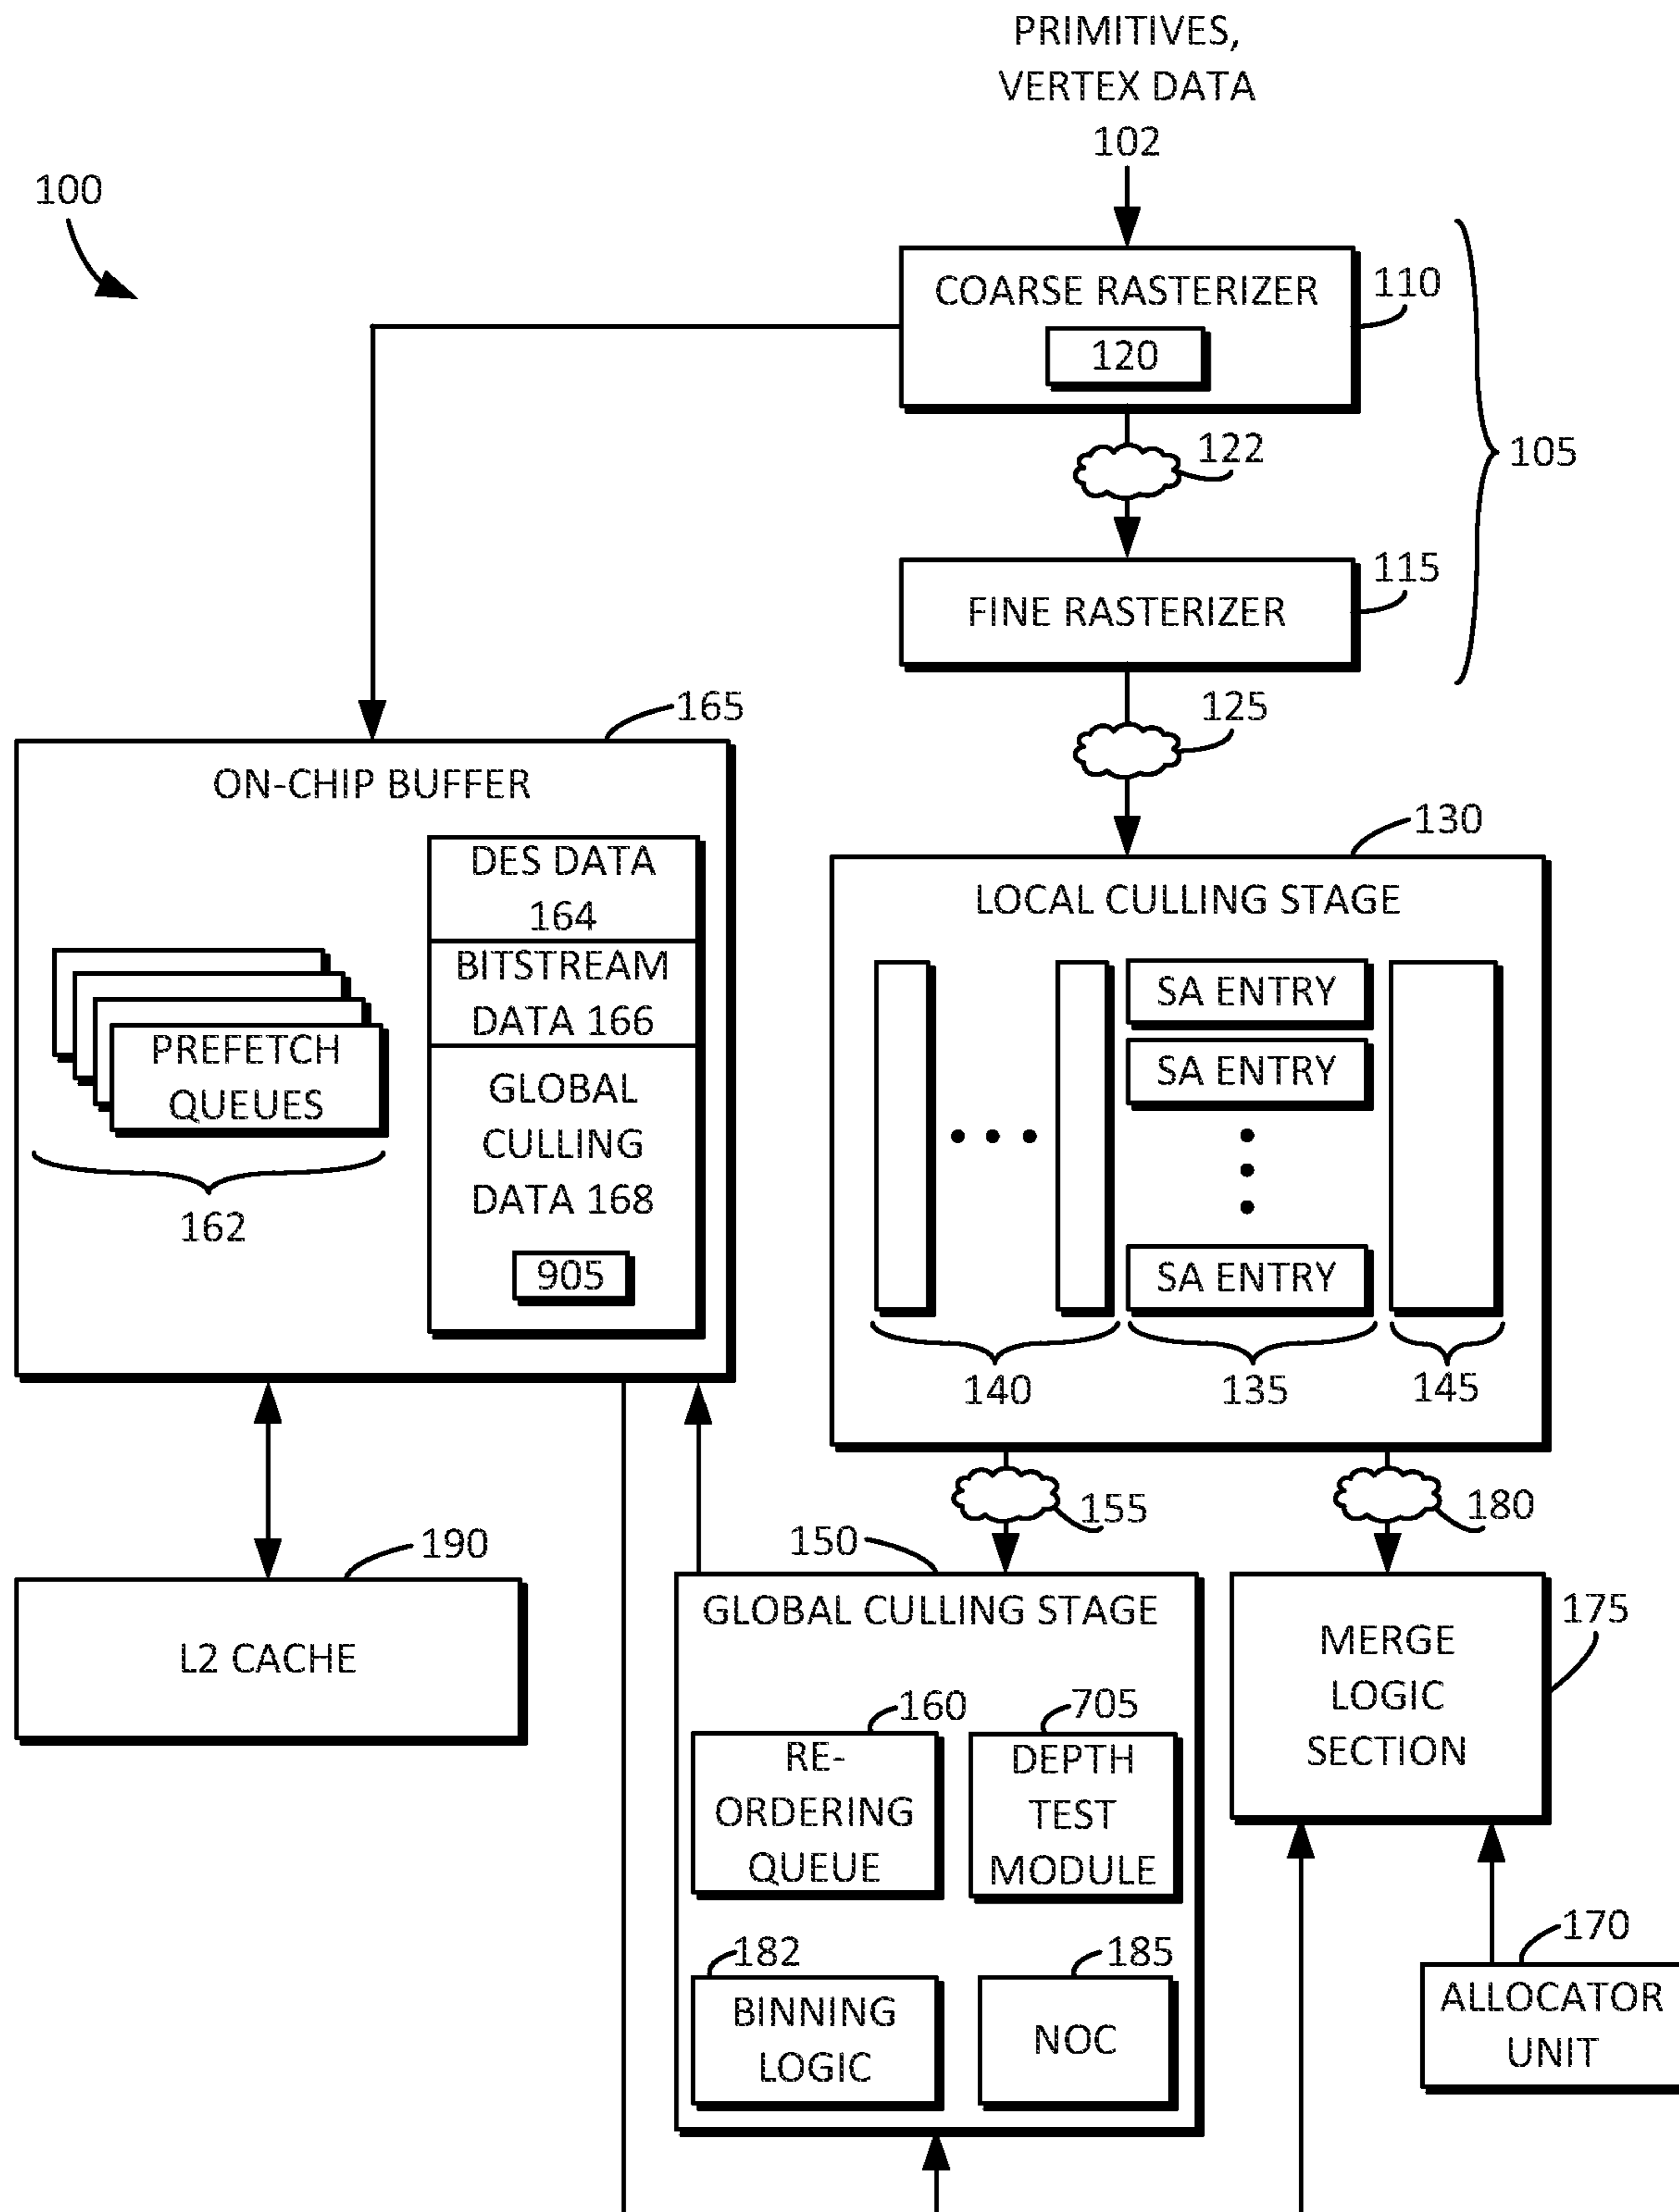 PRIMITIVES,
VERTEX DATA
102
100
COARSE RASTERIZER
110
120
122
105
FINE RASTERIZER
115
125
165
ON-CHIP BUFFER
DES DATA
164
BITSTREAM
DATA 166
GLOBAL
CULLING
DATA 168
905
PREFETCH
QUEUES
162
130
LOCAL CULLING STAGE
SA ENTRY
SA ENTRY
SA ENTRY
140
135
145
155
180
190
L2 CACHE
150
GLOBAL CULLING STAGE
160
RE-
ORDERING
QUEUE
705
DEPTH
TEST
MODULE
182
BINNING
LOGIC
185
NOC
175
MERGE
LOGIC
SECTION
170
ALLOCATOR
UNIT